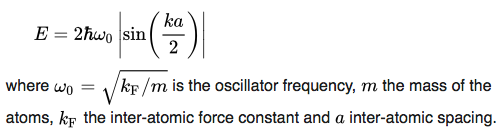 E = 2ħω₀ |sin(ka/2)|
where ω₀ = √(k_F/m) is the oscillator frequency, m the mass of the
atoms, k_F the inter-atomic force constant and a inter-atomic spacing.